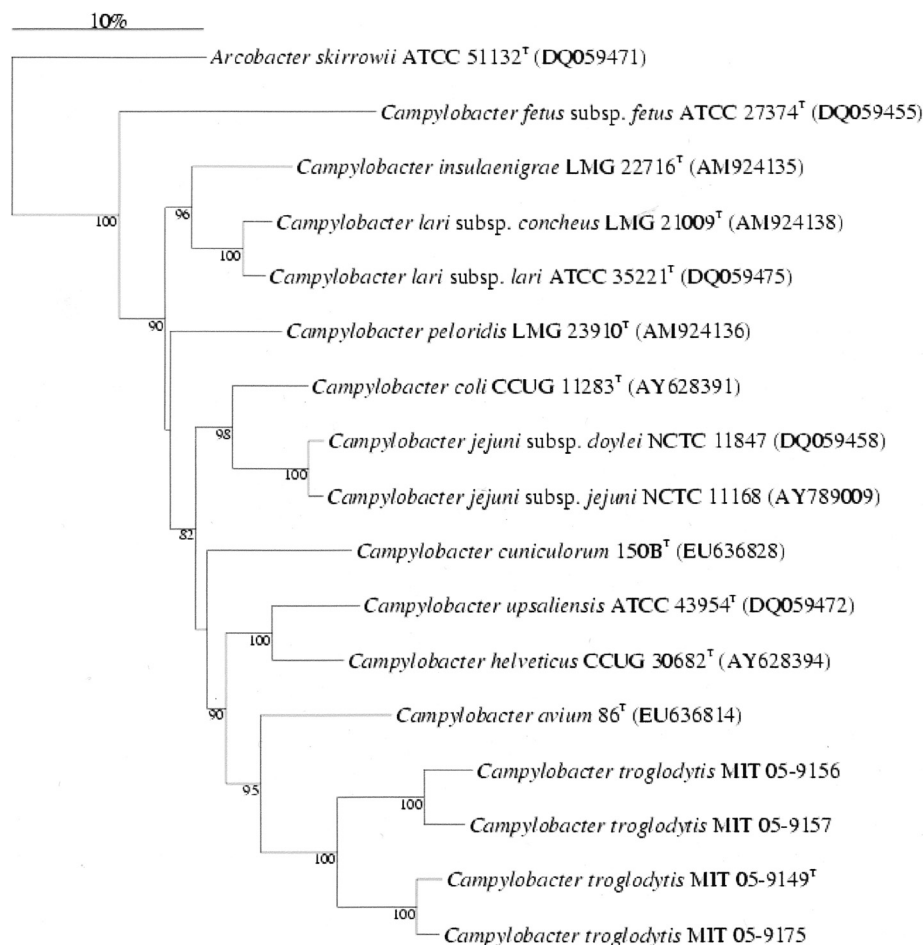 10%
Arcobacter skirrowii ATCC 51132ᵀ (DQ059471)
Campylobacter fetus subsp. fetus ATCC 27374ᵀ (DQ059455)
Campylobacter insulaenigrae LMG 22716ᵀ (AM924135)
96
Campylobacter lari subsp. concheus LMG 21009ᵀ (AM924138)
100
100
Campylobacter lari subsp. lari ATCC 35221ᵀ (DQ059475)
90
Campylobacter peloridis LMG 23910ᵀ (AM924136)
Campylobacter coli CCUG 11283ᵀ (AY628391)
98
Campylobacter jejuni subsp. doylei NCTC 11847 (DQ059458)
100
Campylobacter jejuni subsp. jejuni NCTC 11168 (AY789009)
82
Campylobacter cuniculorum 150Bᵀ (EU636828)
Campylobacter upsaliensis ATCC 43954ᵀ (DQ059472)
100
Campylobacter helveticus CCUG 30682ᵀ (AY628394)
90
Campylobacter avium 86ᵀ (EU636814)
Campylobacter troglodytis MIT 05-9156
95
100
Campylobacter troglodytis MIT 05-9157
100
Campylobacter troglodytis MIT 05-9149ᵀ
100
Campylobacter troglodytis MIT 05-9175